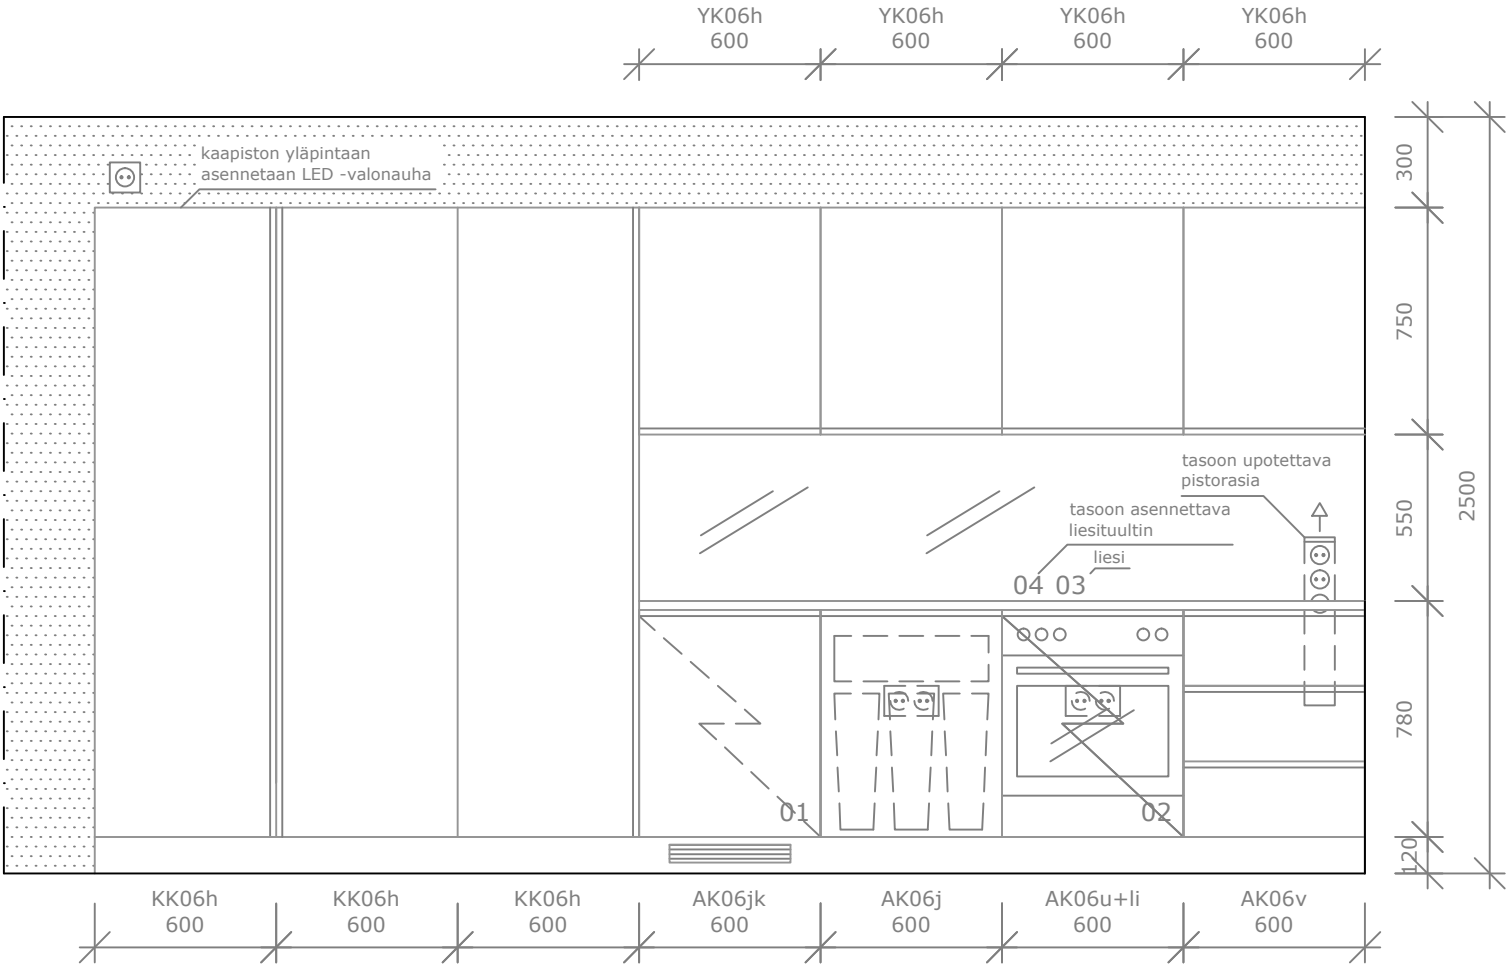 YK06h YK06h YK06h YK06h
600 600 600 600
kaapiston yläpintaan
asennetaan LED -valonauha
300
750
tasoon upotettava
pistorasia
tasoon asennettava
liesituultin
liesi
04 03
550
2500
780
01
02
120
KK06h KK06h KK06h AK06jk AK06j AK06u+li AK06v
600 600 600 600 600 600 600